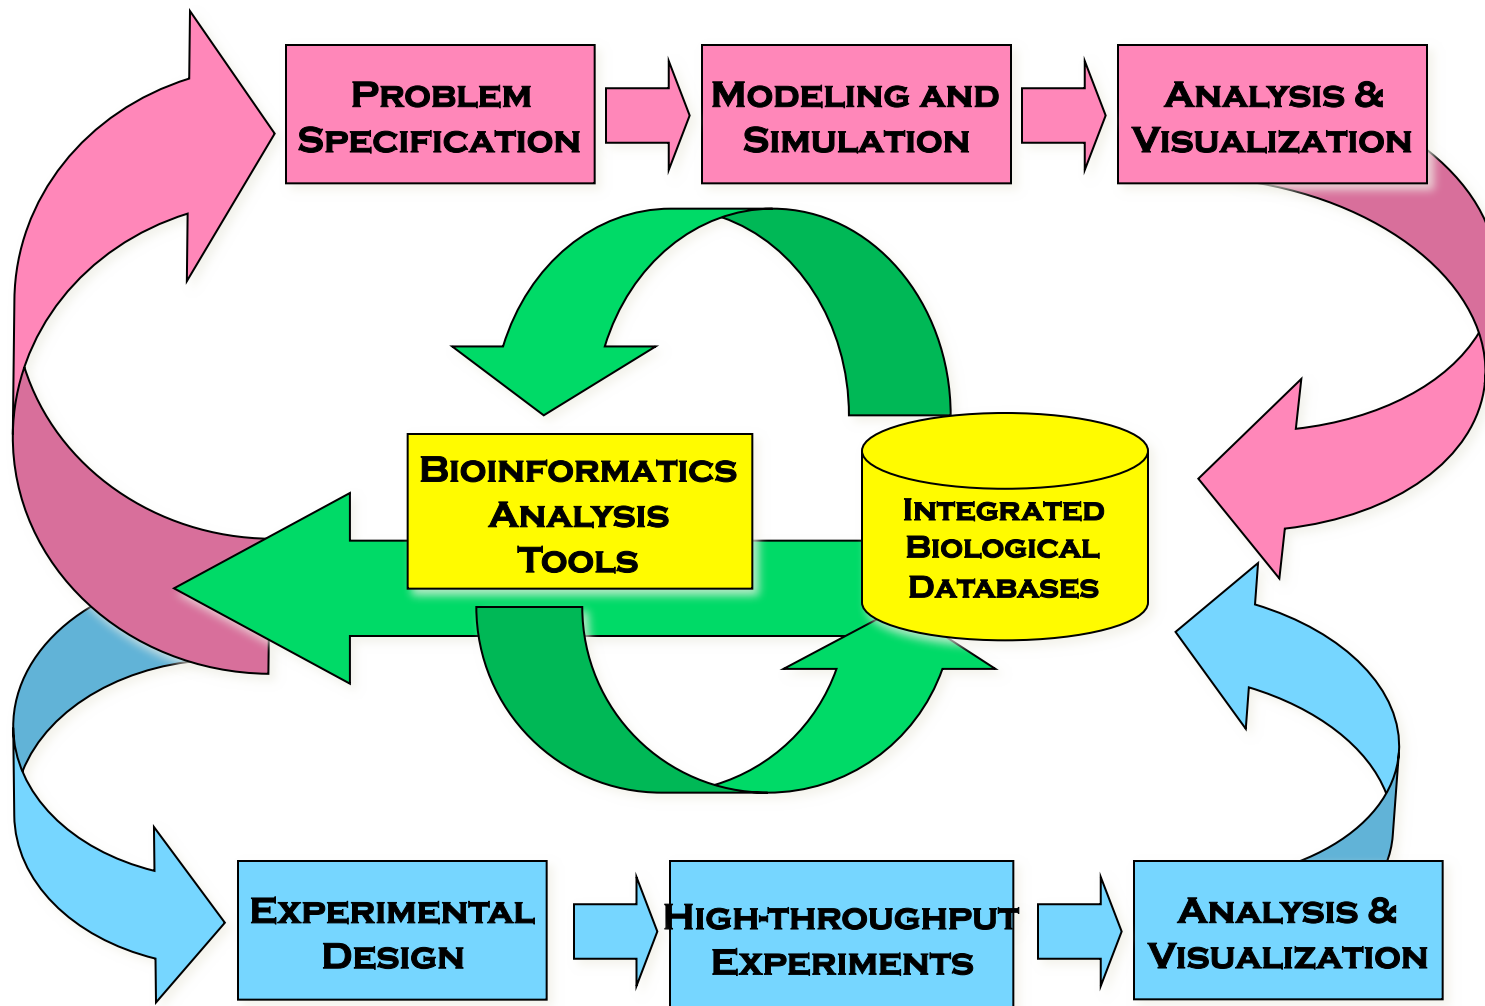 Problem
Specification
Modeling and
Simulation
Analysis &
Visualization
Bioinformatics
Analysis
Tools
Integrated
Biological
Databases
Experimental
Design
High-throughput
Experiments
Analysis &
Visualization